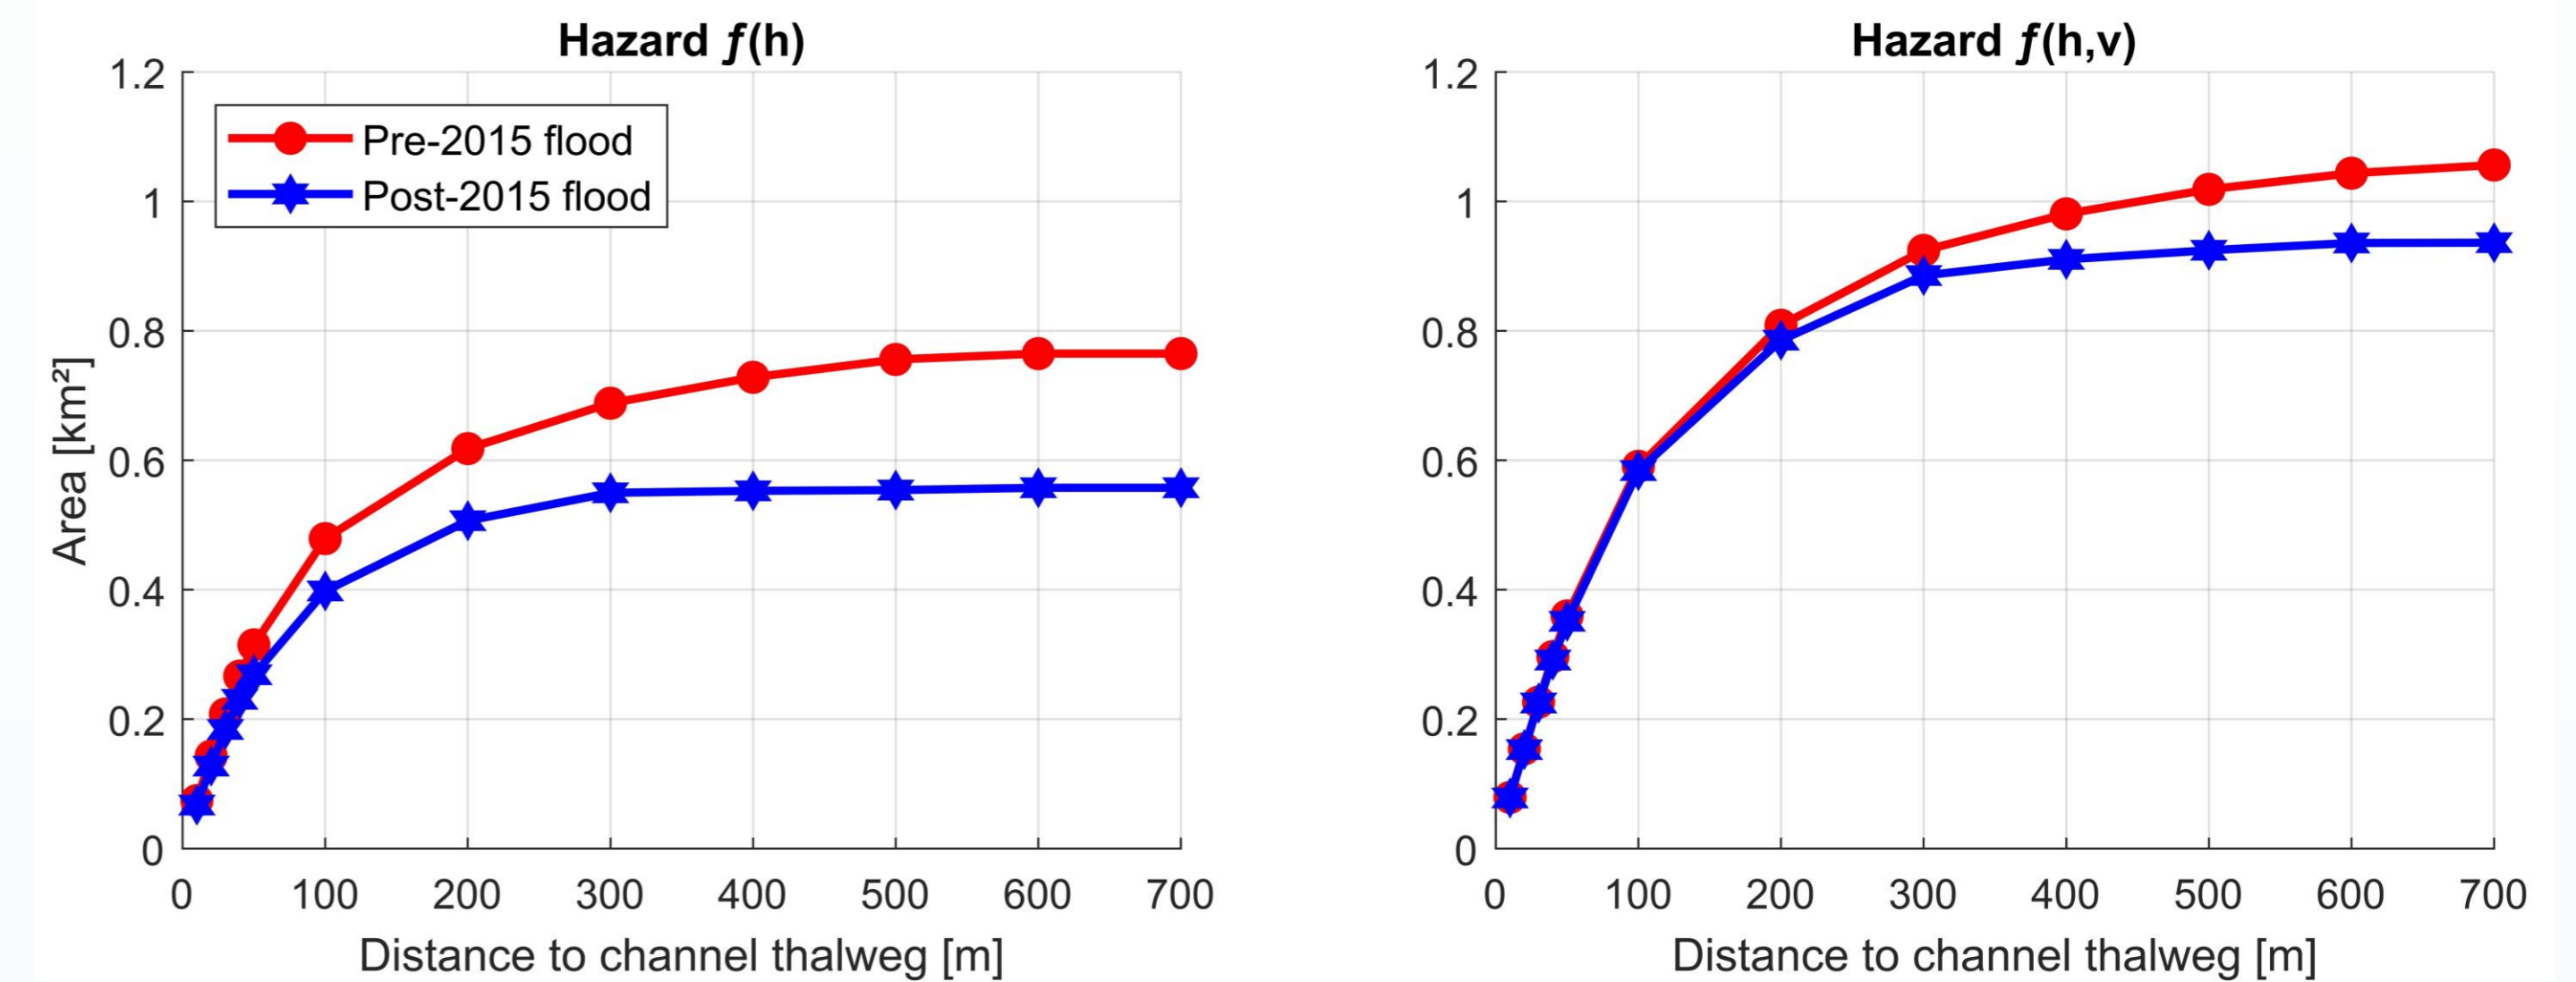 Hazard ƒ(h)
1.2
1
0.8
0.6
0.4
0.2
0
Area [km²]
Pre-2015 flood
Post-2015 flood
0 100 200 300 400 500 600 700
Distance to channel thalweg [m]
Hazard ƒ(h,v)
1.2
1
0.8
0.6
0.4
0.2
0
0 100 200 300 400 500 600 700
Distance to channel thalweg [m]